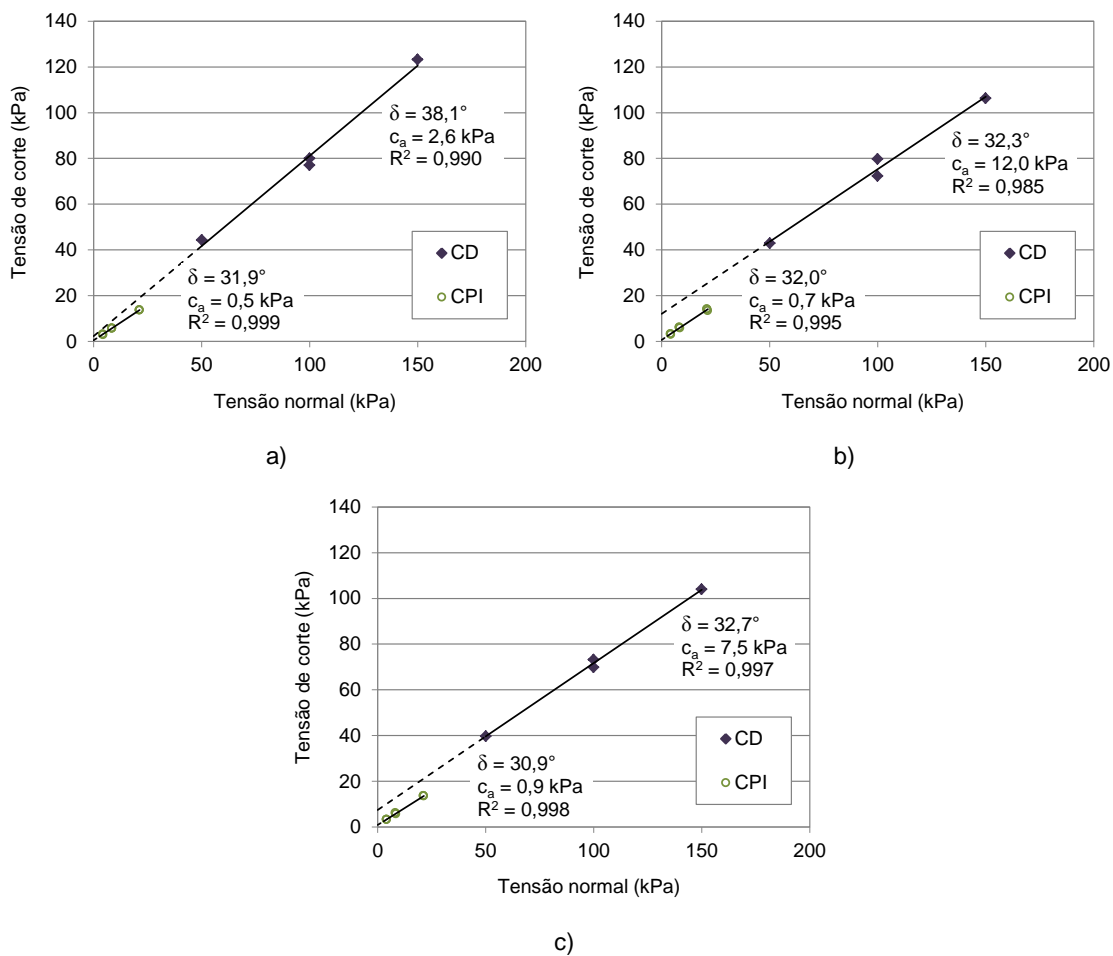 140
120
100
80
60
40
20
0
Tensão de corte (kPa)
δ = 38,1°
cₐ = 2,6 kPa
R² = 0,990
δ = 31,9°
cₐ = 0,5 kPa
R² = 0,999
CD
CPI
0 50 100 150 200
Tensão normal (kPa)
a)
140
120
100
80
60
40
20
0
Tensão de corte (kPa)
δ = 32,3°
cₐ = 12,0 kPa
R² = 0,985
δ = 32,0°
cₐ = 0,7 kPa
R² = 0,995
CD
CPI
0 50 100 150 200
Tensão normal (kPa)
b)
140
120
100
80
60
40
20
0
Tensão de corte (kPa)
δ = 32,7°
cₐ = 7,5 kPa
R² = 0,997
δ = 30,9°
cₐ = 0,9 kPa
R² = 0,998
CD
CPI
0 50 100 150 200
Tensão normal (kPa)
c)